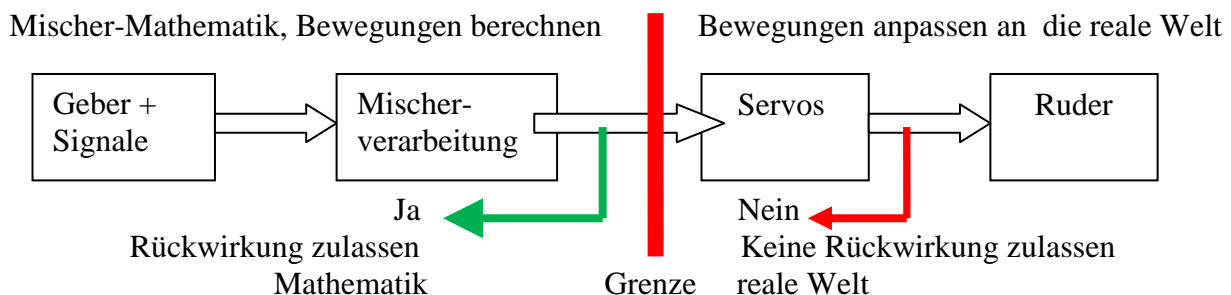 Mischer-Mathematik, Bewegungen berechnen
Bewegungen anpassen an die reale Welt
Geber +
Signale
Mischer-
verarbeitung
Servos
Ruder
Ja
Rückwirkung zulassen
Mathematik
Grenze
Nein
Keine Rückwirkung zulassen
reale Welt